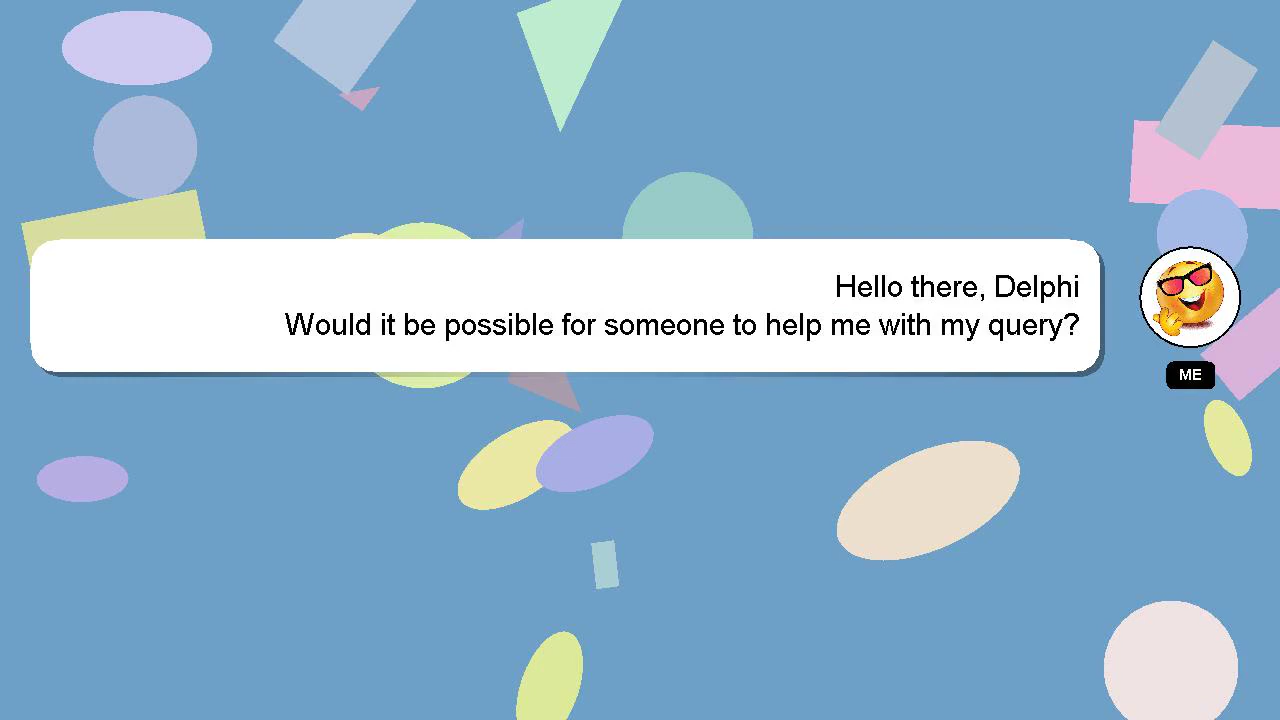 Hello there, Delphi
Would it be possible for someone to help me with my query?
ME